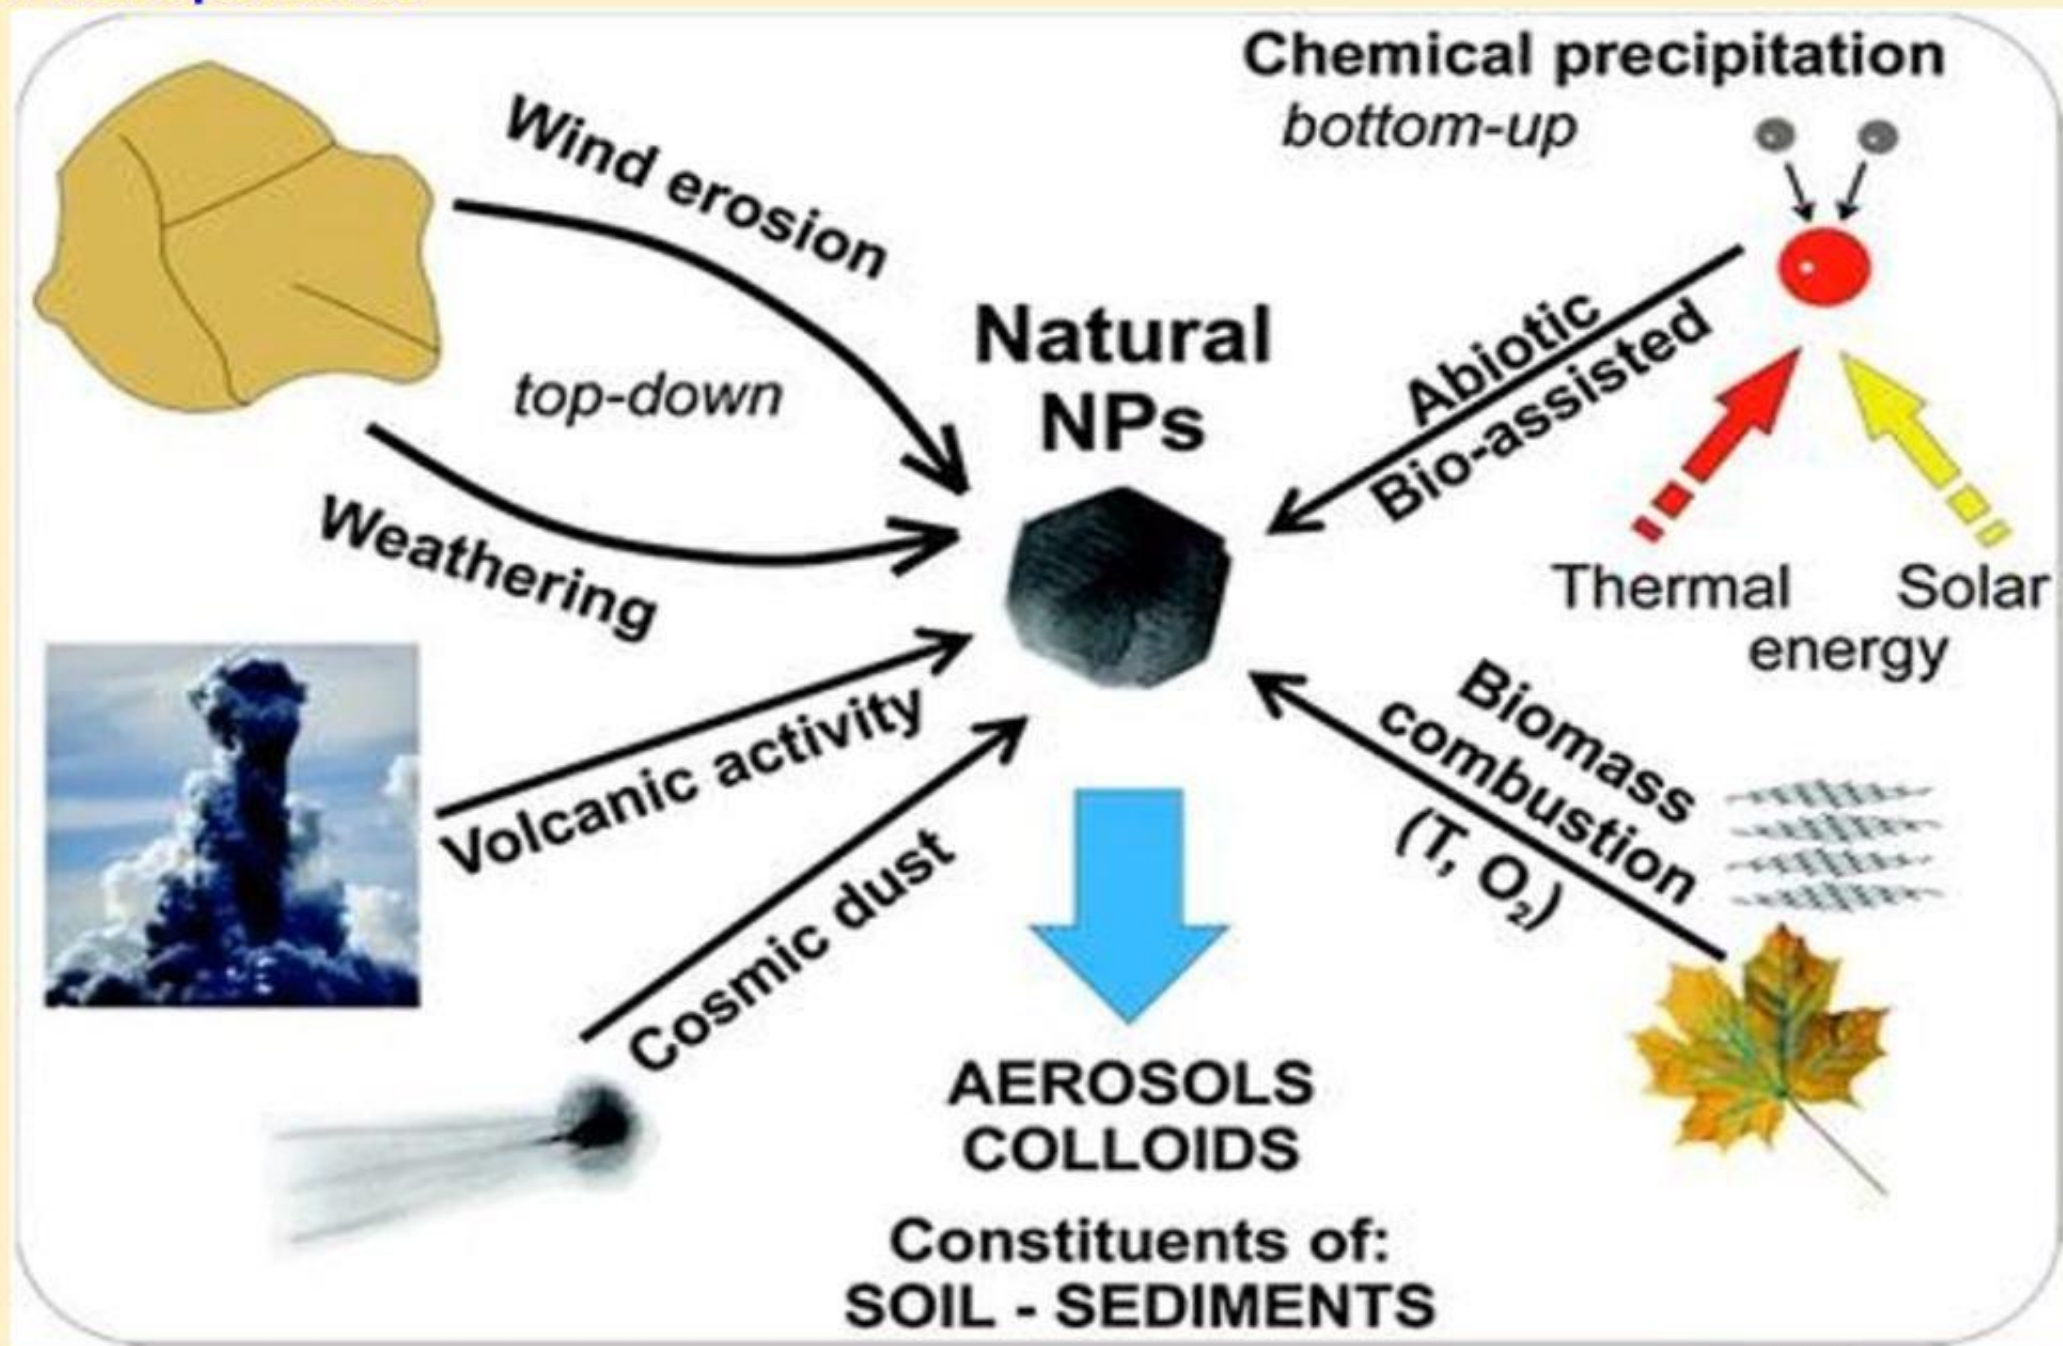 Chemical precipitation
bottom-up
Wind erosion
top-down
Weathering
Natural
NPs
Abiotic
Bio-assisted
Thermal Solar
energy
Volcanic activity
Cosmic dust
Biomass
combustion
(T, O₂)
AEROSOLS
COLLOIDS
Constituents of:
SOIL - SEDIMENTS